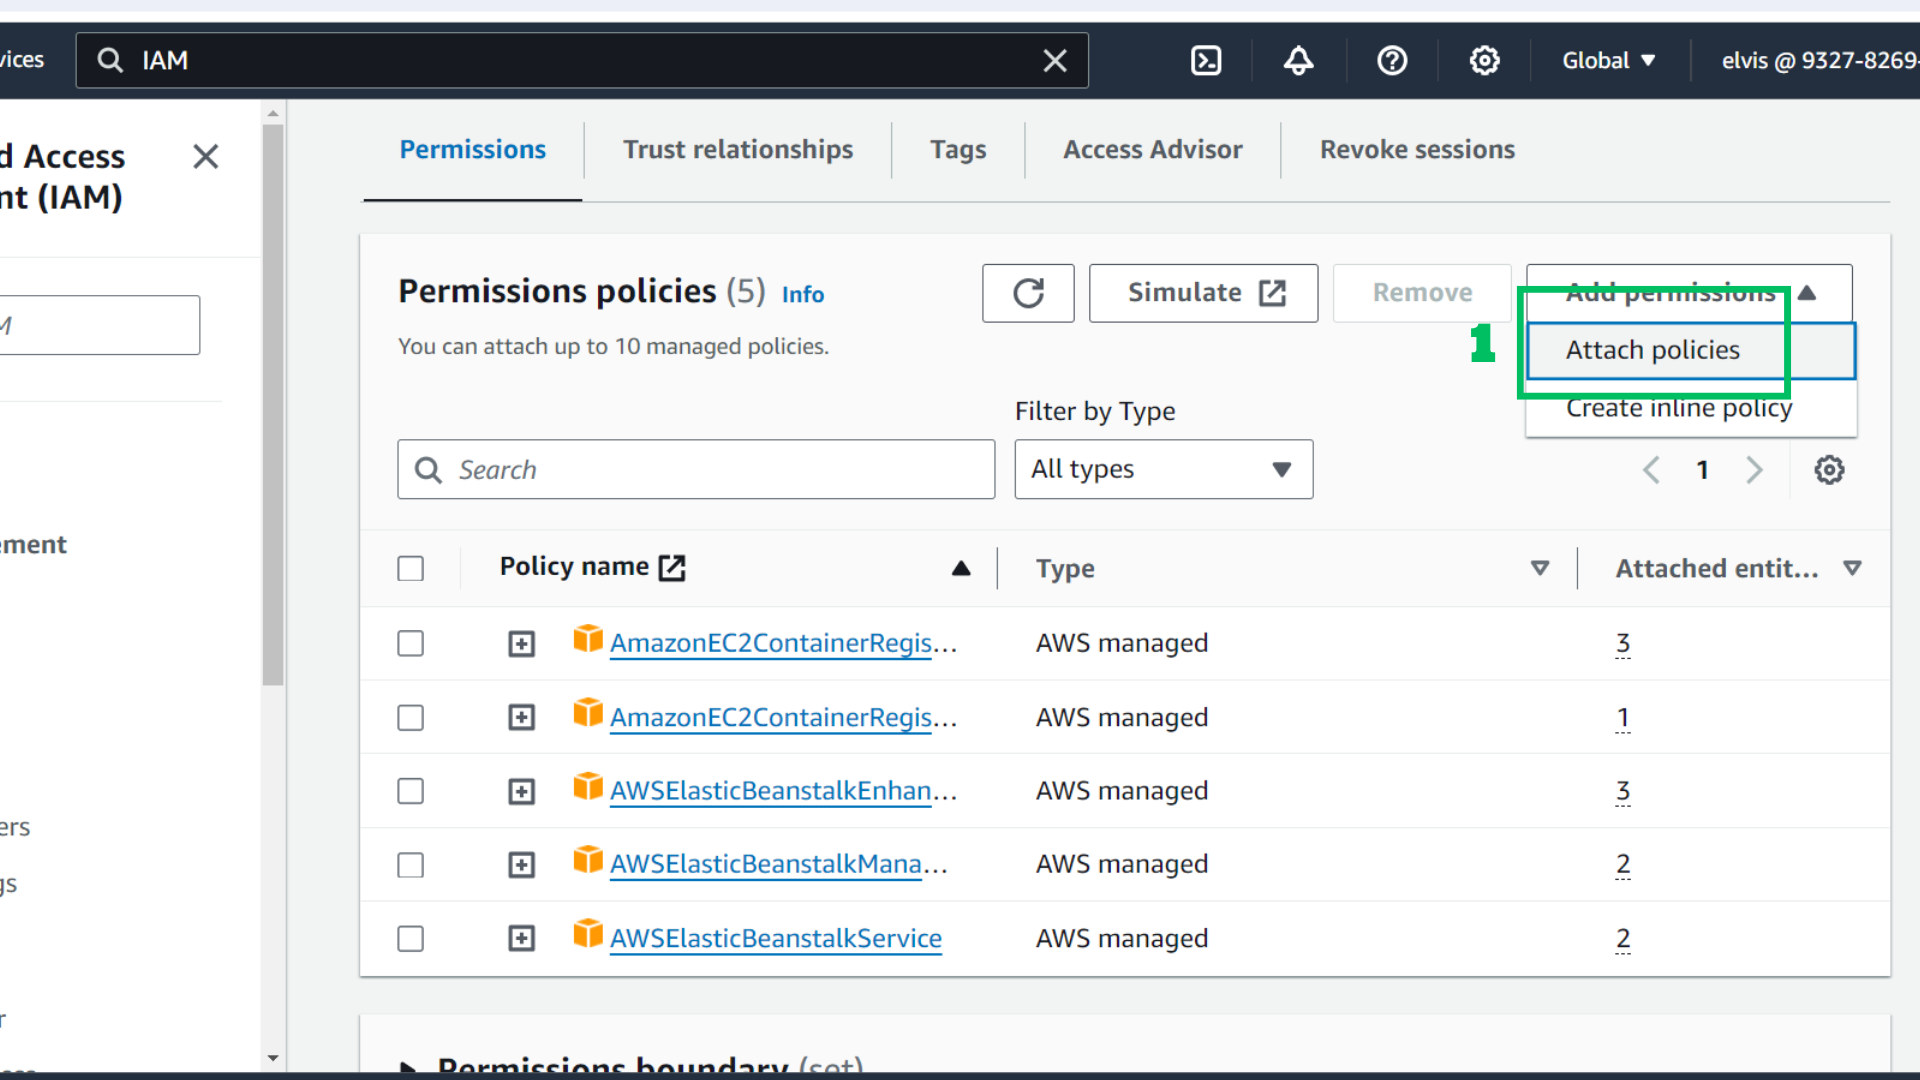 vices
IAM
Global
elvis @ 9327-8269-
d Access
nt (IAM)
ement
ers
gs
r
Permissions
Trust relationships
Tags
Access Advisor
Revoke sessions
Permissions policies (5) Info
You can attach up to 10 managed policies.
Simulate
Remove
Add permissions
1
Attach policies
Create inline policy
Filter by Type
Search
All types
1
Policy name
Type
Attached entit...
AmazonEC2ContainerRegis... AWS managed 3
AmazonEC2ContainerRegis... AWS managed 1
AWSElasticBeanstalkEnhan... AWS managed 3
AWSElasticBeanstalkMana... AWS managed 2
AWSElasticBeanstalkService AWS managed 2
Permissions boundary (set)